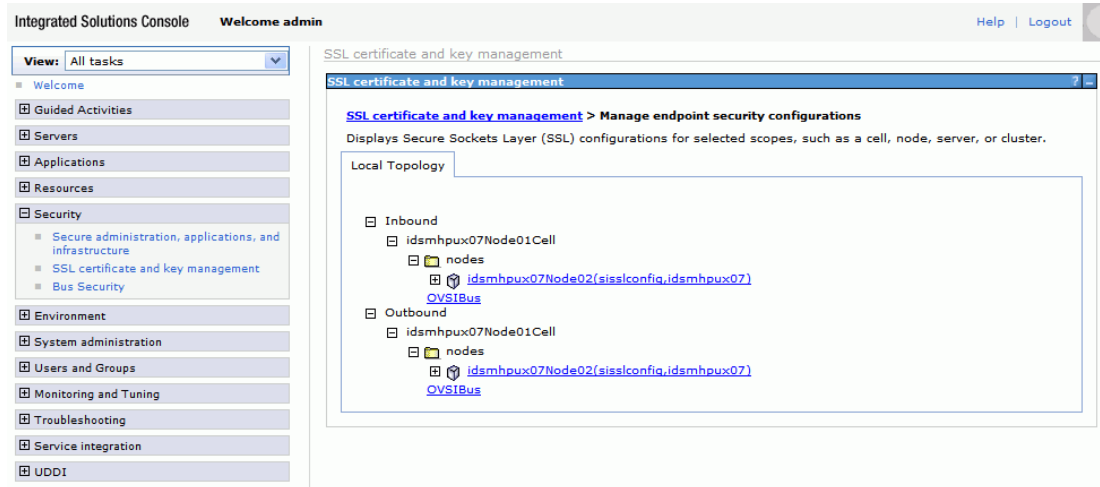 Integrated Solutions Console Welcome admin Help | Logout
View: All tasks
Welcome
Guided Activities
Servers
Applications
Resources
Security
Secure administration, applications, and
infrastructure
SSL certificate and key management
Bus Security
Environment
System administration
Users and Groups
Monitoring and Tuning
Troubleshooting
Service integration
UDDI
SSL certificate and key management
SSL certificate and key management ? -
SSL certificate and key management > Manage endpoint security configurations
Displays Secure Sockets Layer (SSL) configurations for selected scopes, such as a cell, node, server, or cluster.
Local Topology
Inbound
idsmhpux07Node01Cell
nodes
idsmhpux07Node02(sisslconfig,idsmhpux07)
OVSIBus
Outbound
idsmhpux07Node01Cell
nodes
idsmhpux07Node02(sisslconfig,idsmhpux07)
OVSIBus